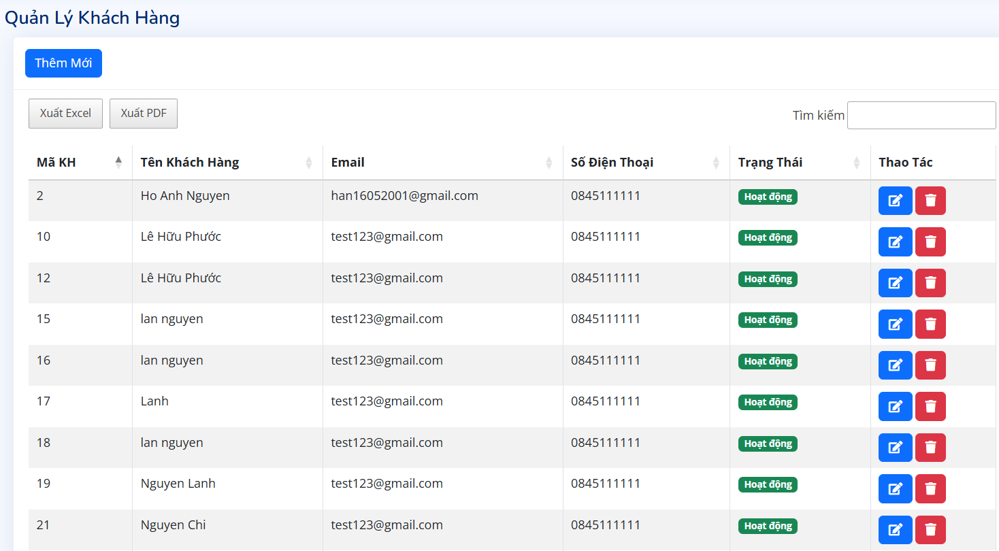 Quản Lý Khách Hàng
Thêm Mới
Xuất Excel Xuất PDF Tìm kiếm
Mã KH Tên Khách Hàng Email Số Điện Thoại Trạng Thái Thao Tác
2 Ho Anh Nguyen han16052001@gmail.com 0845111111 Hoạt động
10 Lê Hữu Phước test123@gmail.com 0845111111 Hoạt động
12 Lê Hữu Phước test123@gmail.com 0845111111 Hoạt động
15 lan nguyen test123@gmail.com 0845111111 Hoạt động
16 lan nguyen test123@gmail.com 0845111111 Hoạt động
17 Lanh test123@gmail.com 0845111111 Hoạt động
18 lan nguyen test123@gmail.com 0845111111 Hoạt động
19 Nguyen Lanh test123@gmail.com 0845111111 Hoạt động
21 Nguyen Chi test123@gmail.com 0845111111 Hoạt động